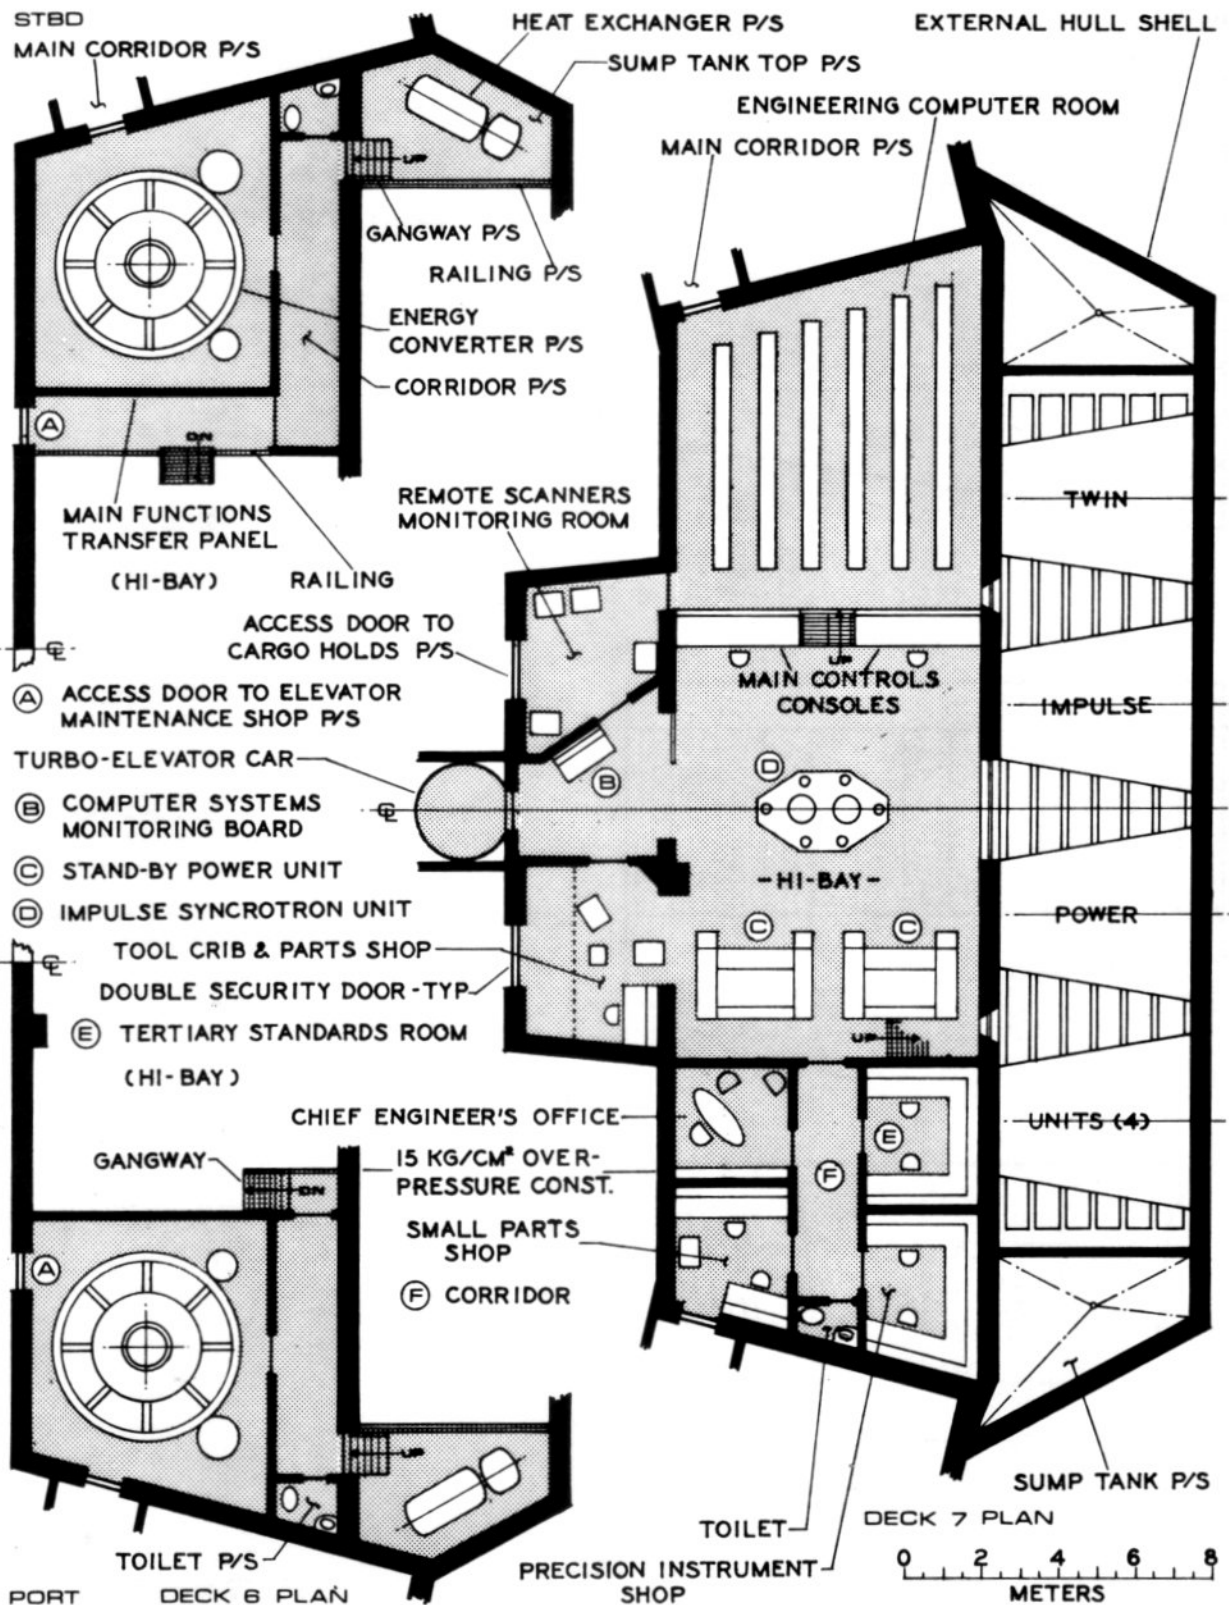 STBD
MAIN CORRIDOR P/S
HEAT EXCHANGER P/S
SUMP TANK TOP P/S
EXTERNAL HULL SHELL
ENGINEERING COMPUTER ROOM
MAIN CORRIDOR P/S
UP
GANGWAY P/S
RAILING P/S
ENERGY
CONVERTER P/S
CORRIDOR P/S
A
DN
MAIN FUNCTIONS
TRANSFER PANEL
(HI-BAY)
RAILING
REMOTE SCANNERS
MONITORING ROOM
TWIN
ACCESS DOOR TO
CARGO HOLDS P/S
CL
A ACCESS DOOR TO ELEVATOR
MAINTENANCE SHOP P/S
UP
MAIN CONTROLS
CONSOLES
IMPULSE
TURBO-ELEVATOR CAR
B COMPUTER SYSTEMS
MONITORING BOARD
CL
B
D
C STAND-BY POWER UNIT
-HI-BAY-
D IMPULSE SYNCROTRON UNIT
C
C
POWER
TOOL CRIB & PARTS SHOP
CL
DOUBLE SECURITY DOOR-TYP
E TERTIARY STANDARDS ROOM
(HI-BAY)
UP
CHIEF ENGINEER'S OFFICE
E
UNITS (4)
GANGWAY
DN
15 KG/CM² OVER-
PRESSURE CONST.
F
SMALL PARTS
SHOP
A
F CORRIDOR
UP
SUMP TANK P/S
TOILET
DECK 7 PLAN
TOILET P/S
PRECISION INSTRUMENT
SHOP
0 2 4 6 8
METERS
PORT
DECK 6 PLAN